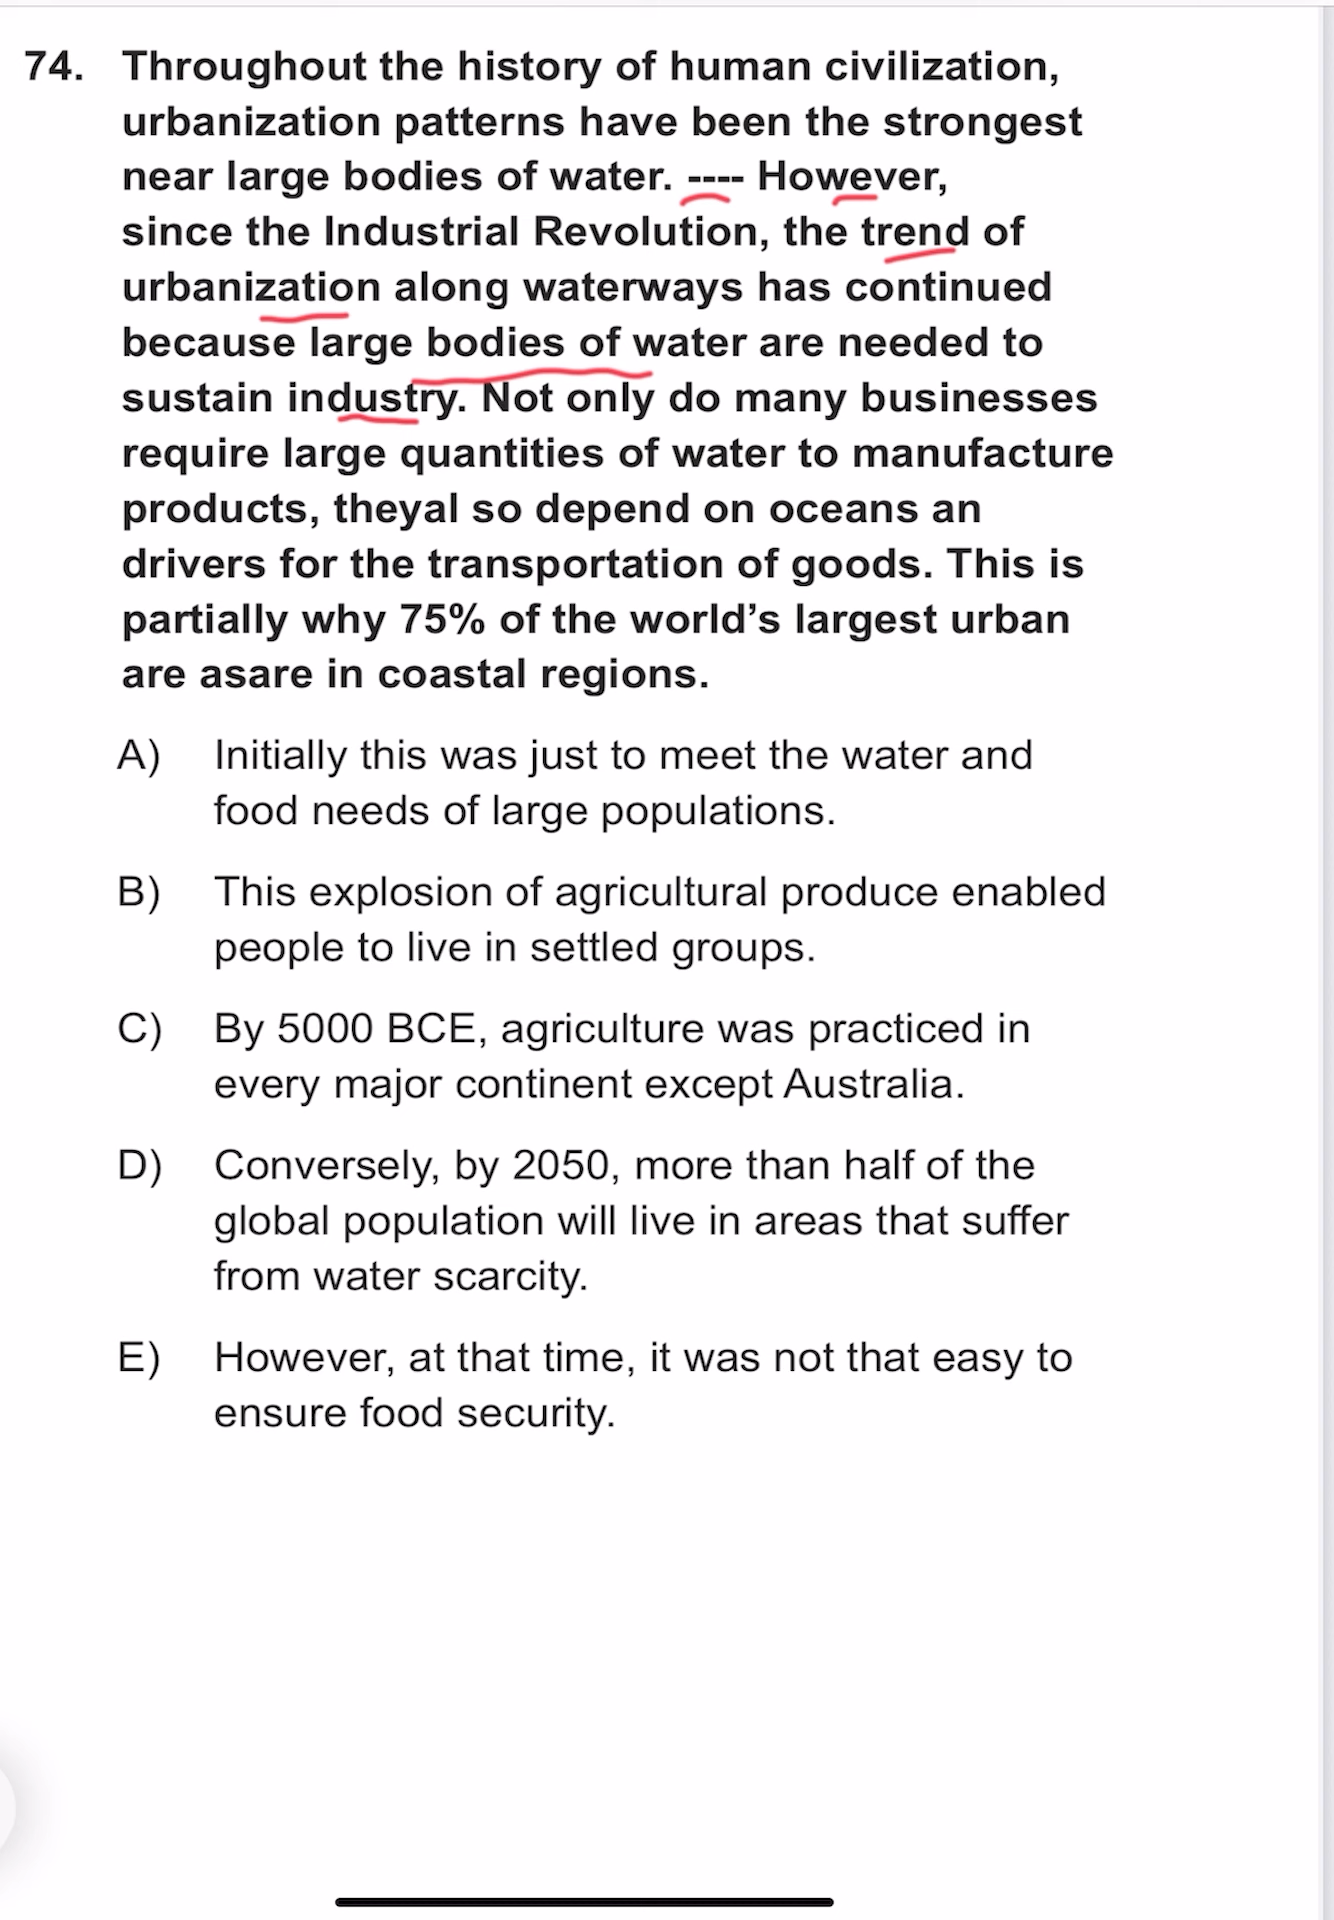 74. Throughout the history of human civilization,
urbanization patterns have been the strongest
near large bodies of water. ---- However,
since the Industrial Revolution, the trend of
urbanization along waterways has continued
because large bodies of water are needed to
sustain industry. Not only do many businesses
require large quantities of water to manufacture
products, theyal so depend on oceans an
drivers for the transportation of goods. This is
partially why 75% of the world’s largest urban
are asare in coastal regions.
A) Initially this was just to meet the water and
food needs of large populations.
B) This explosion of agricultural produce enabled
people to live in settled groups.
C) By 5000 BCE, agriculture was practiced in
every major continent except Australia.
D) Conversely, by 2050, more than half of the
global population will live in areas that suffer
from water scarcity.
E) However, at that time, it was not that easy to
ensure food security.